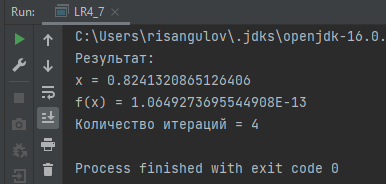 Run: LR4_7
C:\Users\risangulov\.jdks\openjdk-16.0.
Результат:
x = 0.8241320865126406
f(x) = 1.0649273695544908E-13
Количество итераций = 4
Process finished with exit code 0